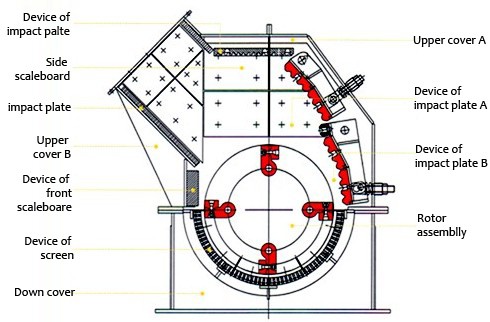 Device of
impact palte
Side
scaleboard
impact plate
Upper
cover B
Device of
front
scaleboare
Device of
screen
Down cover
Upper cover A
Device of
impact plate A
Device of
impact plate B
Rotor
assemblly